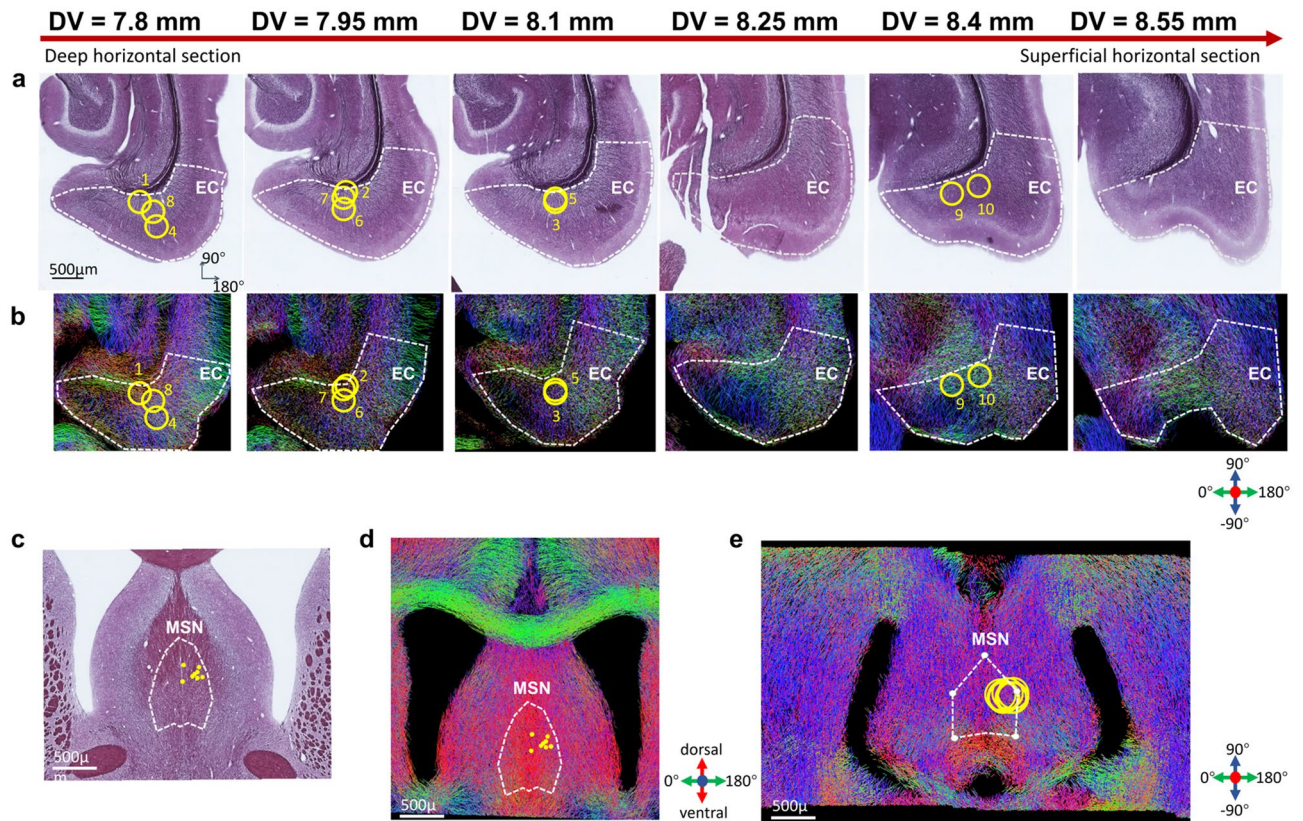 DV = 7.8 mm DV = 7.95 mm DV = 8.1 mm DV = 8.25 mm DV = 8.4 mm DV = 8.55 mm
Deep horizontal section Superficial horizontal section
a
EC EC EC EC EC EC
1 8 4 7 2 6 5 3 9 10
500µm 90° 180°
b
EC EC EC EC EC EC
1 8 4 7 2 6 5 3 9 10
90°
0° 180°
-90°
c d e
MSN MSN MSN
dorsal 90°
0° 180° 0° 180°
ventral -90°
500µ 500µ 500µ
m